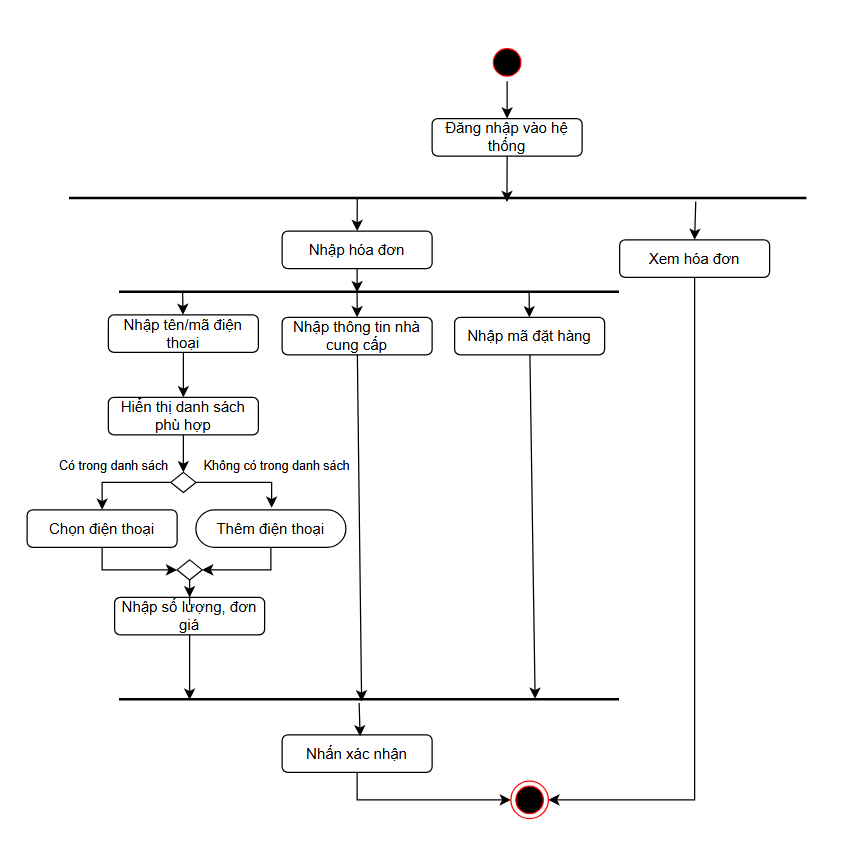 Đăng nhập vào hệ
thống
Nhập hóa đơn
Xem hóa đơn
Nhập tên/mã điện
thoại
Nhập thông tin nhà
cung cấp
Nhập mã đặt hàng
Hiển thị danh sách
phù hợp
Có trong danh sách
Không có trong danh sách
Chọn điện thoại
Thêm điện thoại
Nhập số lượng, đơn
giá
Nhấn xác nhận